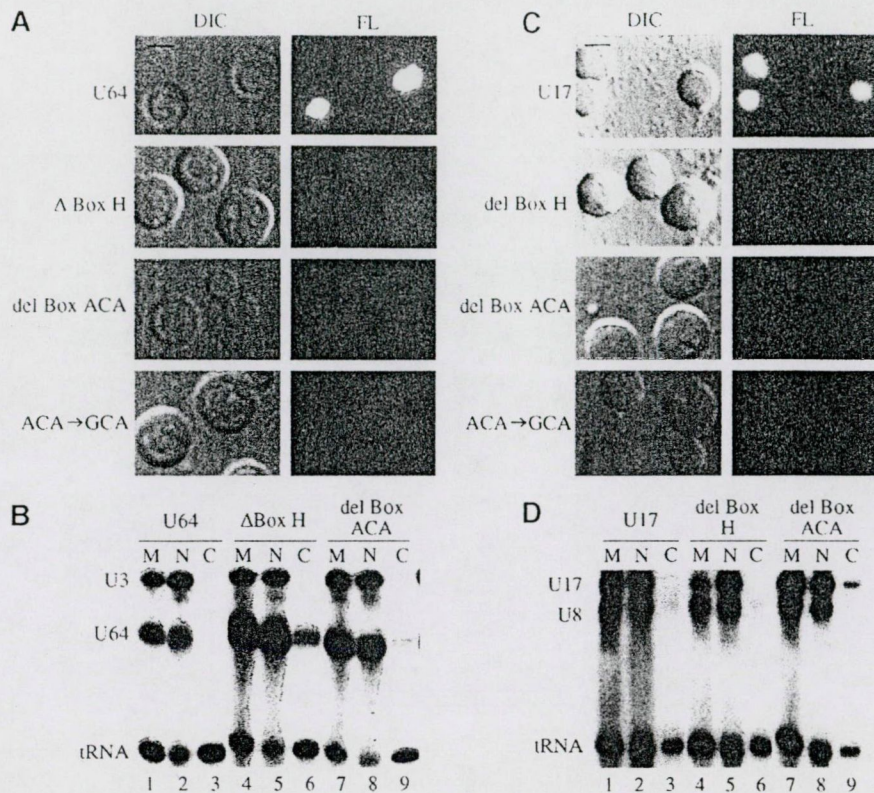 A
DIC FL
U64
Λ Box H
del Box ACA
ACA→GCA
C
DIC FL
U17
del Box H
del Box ACA
ACA→GCA
B
U64 ΔBox H del Box ACA
M N C M N C M N C
U3
U64
tRNA
1 2 3 4 5 6 7 8 9
D
U17 del Box H del Box ACA
M N C M N C M N C
U17
U8
tRNA
1 2 3 4 5 6 7 8 9